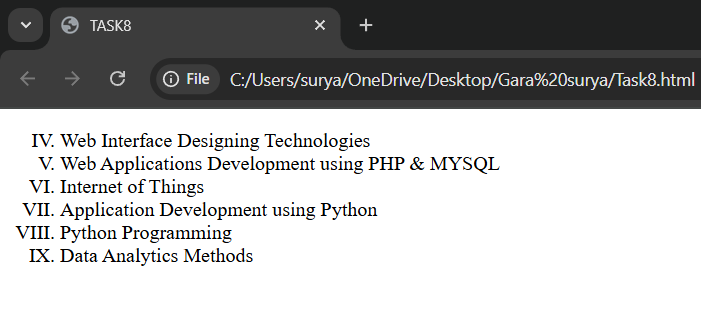 TASK8
File C:/Users/surya/OneDrive/Desktop/Gara%20surya/Task8.html
IV. Web Interface Designing Technologies
V. Web Applications Development using PHP & MYSQL
VI. Internet of Things
VII. Application Development using Python
VIII. Python Programming
IX. Data Analytics Methods